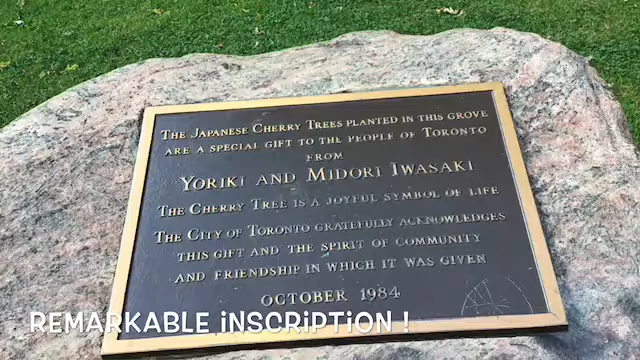 The Japanese Cherry Trees planted in this grove
are a special gift to the people of Toronto
from
Yoriki and Midori Iwasaki
The Cherry Tree is a joyful symbol of life
The City of Toronto gratefully acknowledges
this gift and the spirit of community
and friendship in which it was given
October 1984
REMARKABLE iNSCRiPTiON !